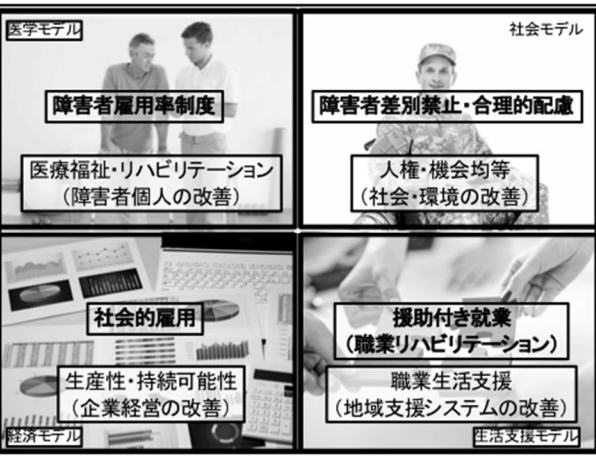 医学モデル
障害者雇用率制度
医療福祉・リハビリテーション
（障害者個人の改善）
社会モデル
障害者差別禁止・合理的配慮
人権・機会均等
（社会・環境の改善）
社会的雇用
生産性・持続可能性
（企業経営の改善）
経済モデル
援助付き就業
（職業リハビリテーション）
職業生活支援
（地域支援システムの改善）
生活支援モデル